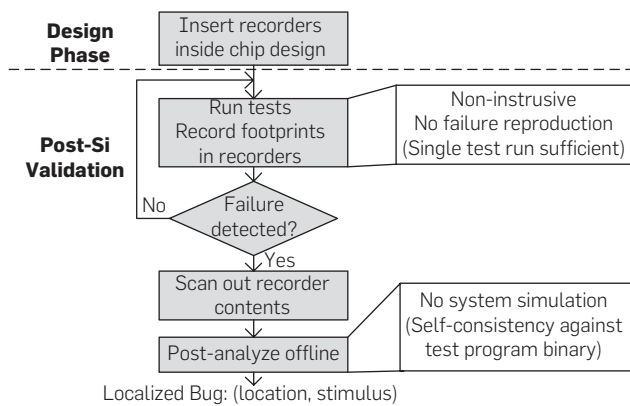 Design
Phase
Insert recorders
inside chip design
Post-Si
Validation
Run tests
Record footprints
in recorders
Non-instrusive
No failure reproduction
(Single test run sufficient)
No
Failure
detected?
Yes
Scan out recorder
contents
Post-analyze offline
No system simulation
(Self-consistency against
test program binary)
Localized Bug: (location, stimulus)